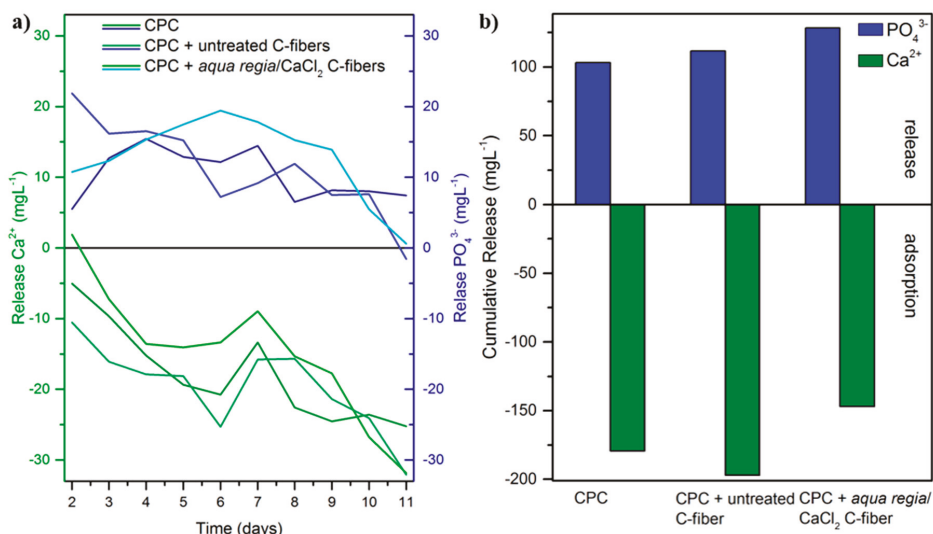 a)
CPC
CPC + untreated C-fibers
CPC + aqua regia/CaCl₂ C-fibers
Release Ca²⁺ (mgL⁻¹)
30
20
10
0
-10
-20
-30
Relase PO₄³⁻ (mgL⁻¹)
30
20
10
0
-10
-20
-30
2 3 4 5 6 7 8 9 10 11
Time (days)
b)
PO₄³⁻
Ca²⁺
Cumulative Release (mgL⁻¹)
100
50
0
-50
-100
-150
-200
release
adsorption
CPC
CPC + untreated
C-fiber
CPC + aqua regia/
CaCl₂ C-fiber